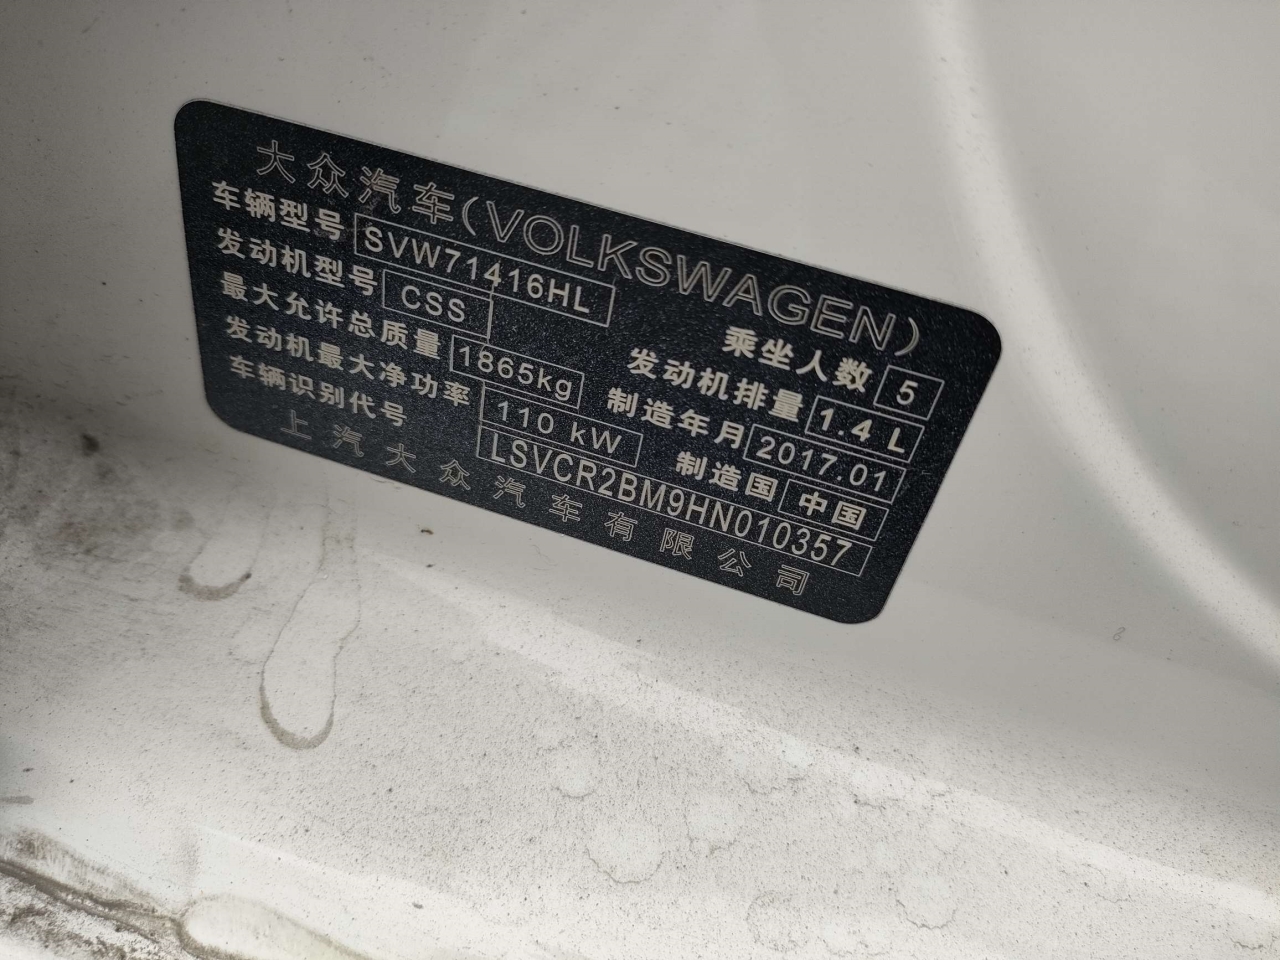 大众汽车(VOLKSWAGEN)
车辆型号 SVW71416HL 乘坐人数 5
发动机型号 CSS 发动机排量 1.4 L
最大允许总质量 1865kg 制造年月 2017.01
发动机最大净功率 110 kW 制造国 中国
车辆识别代号 LSVCR2BM9HN010357
上汽大众汽车有限公司